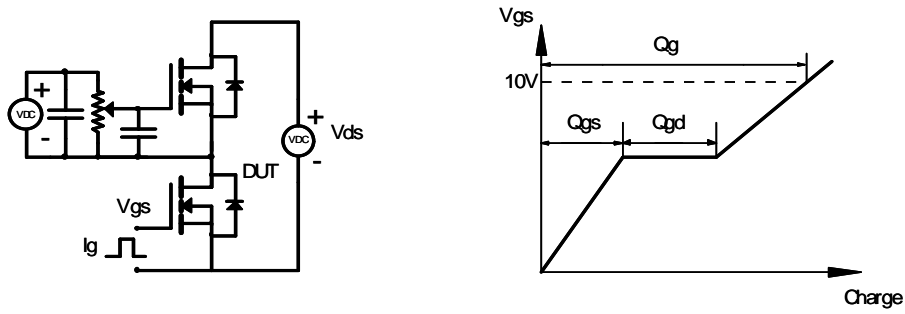 VDC
+
-
VDC
+
-
Vds
DUT
Vgs
Ig
Vgs
Qg
10V
Qgs
Qgd
Charge